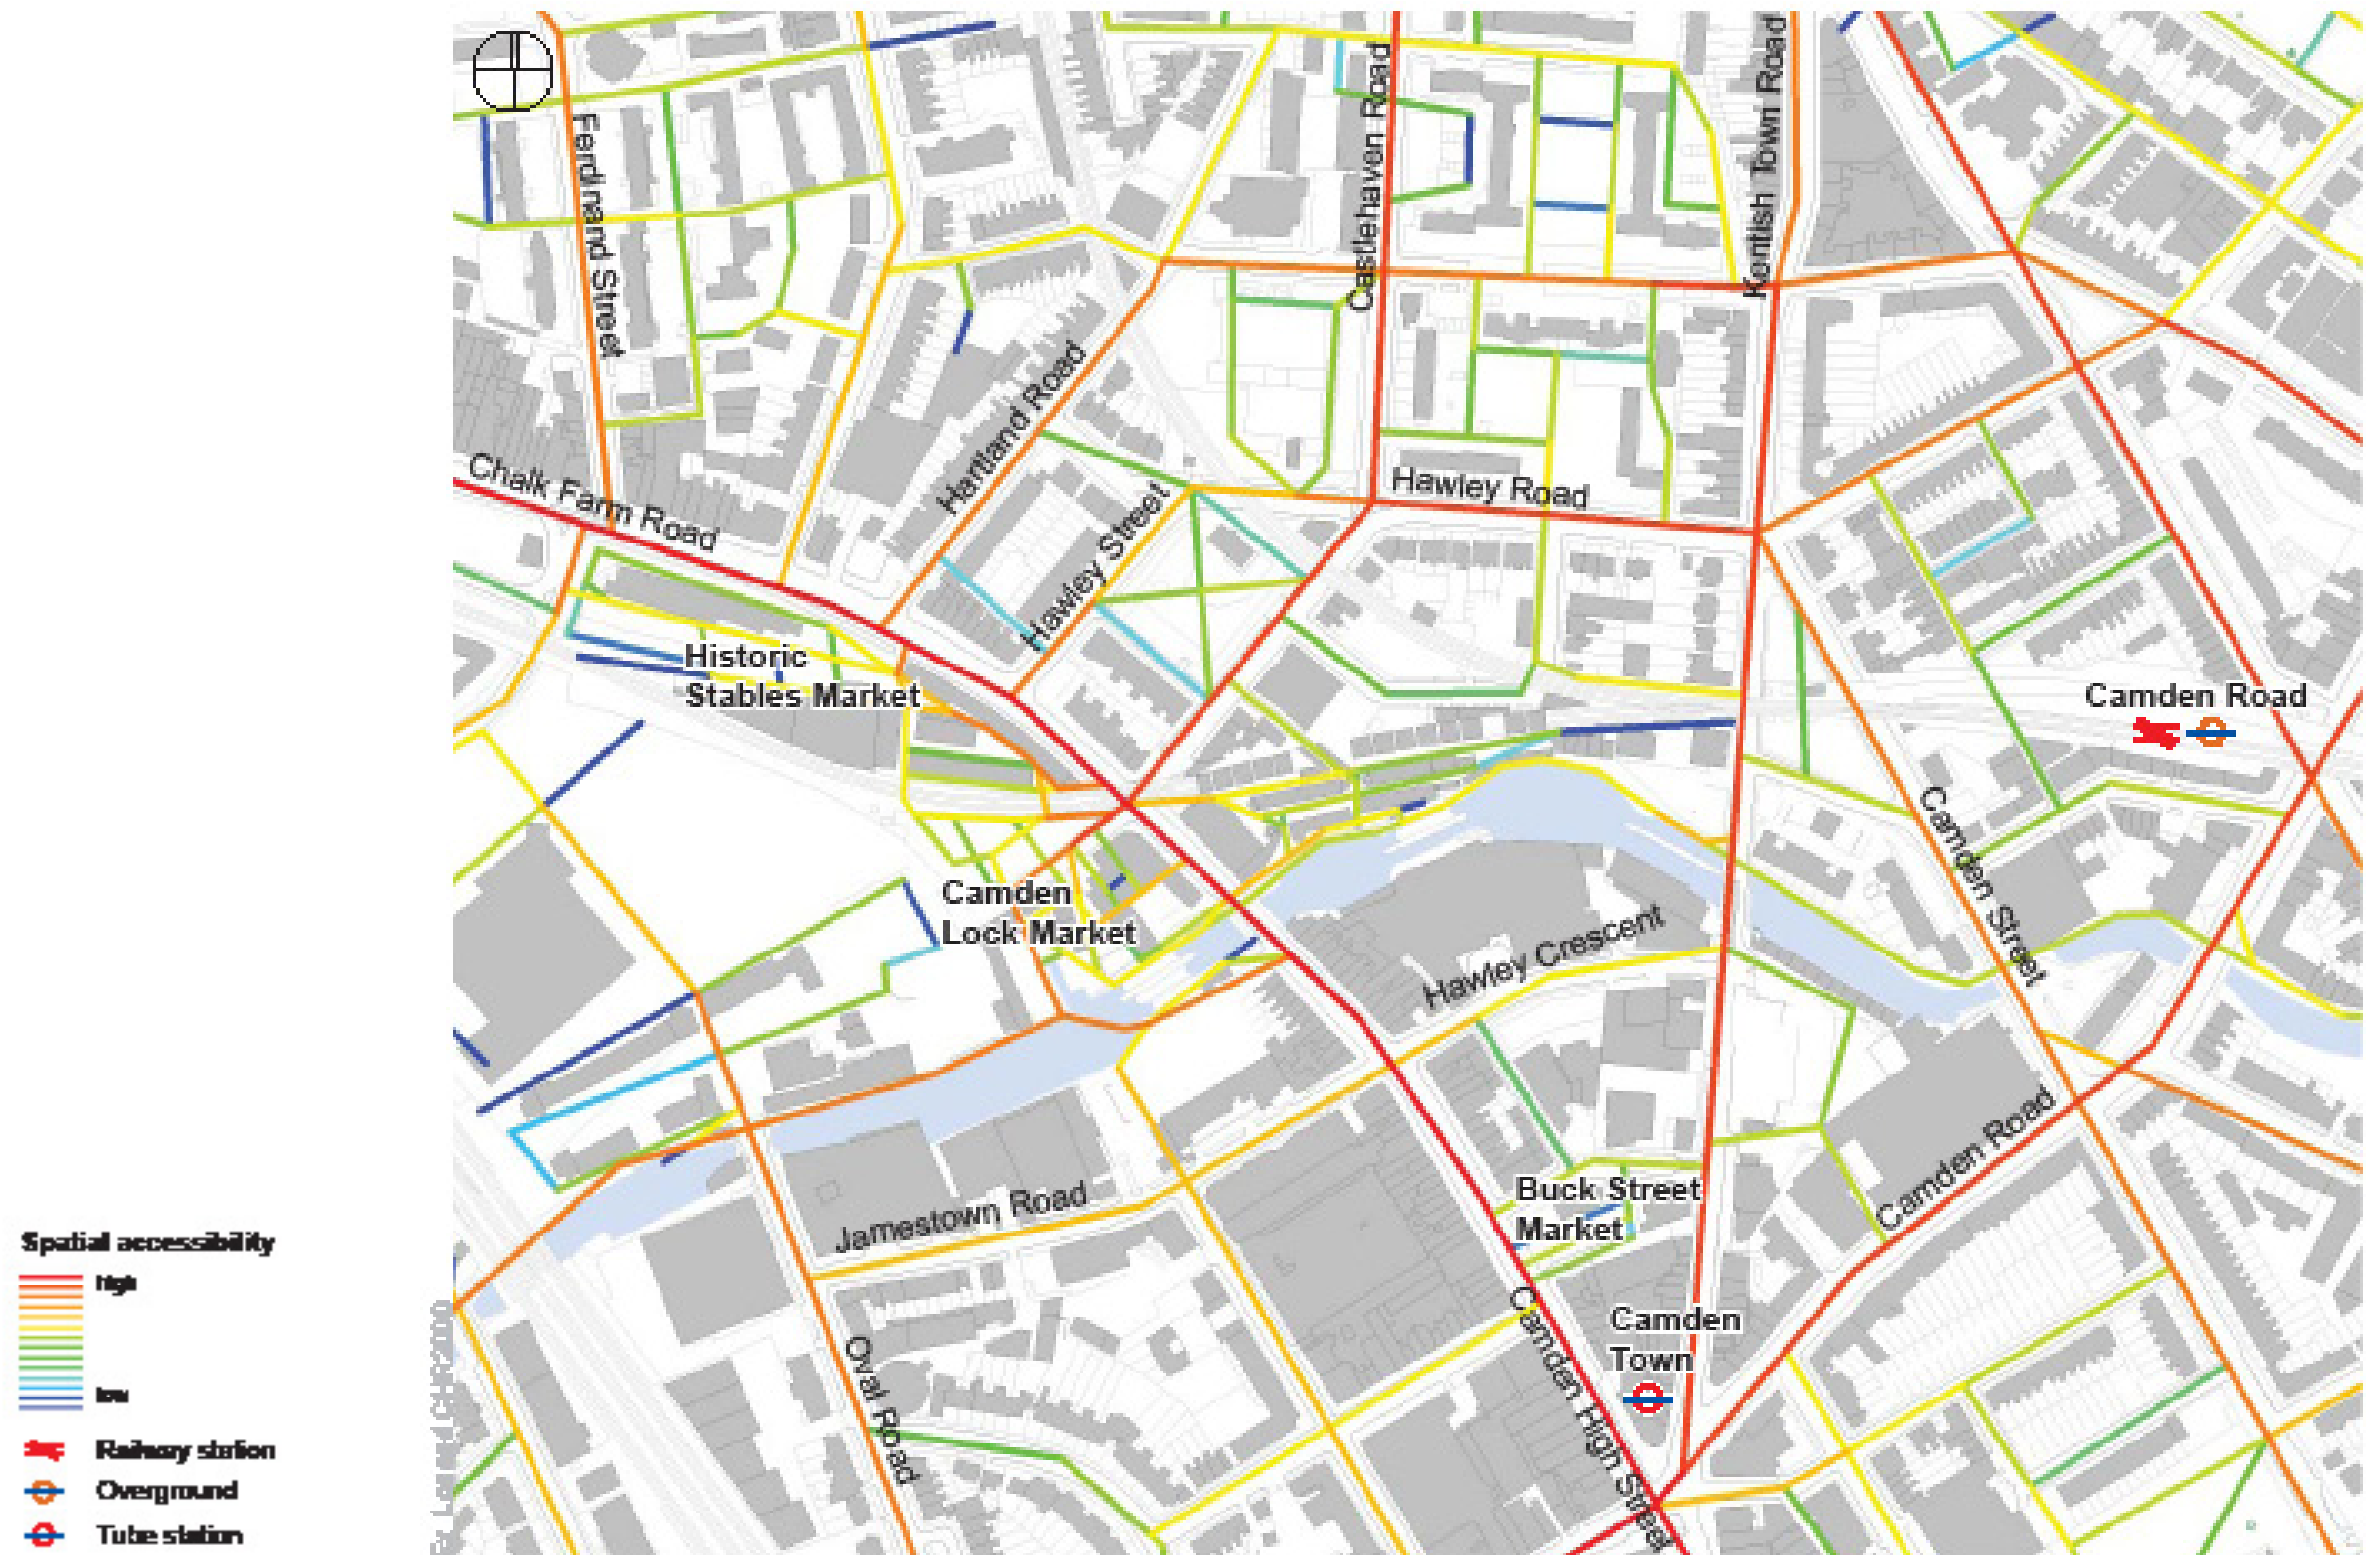 Ferdinand Street
Castlehaven Road
Kentish Town Road
Chalk Farm Road
Hartland Road
Hawley Street
Hawley Road
Historic
Stables Market
Camden Road
Camden
Lock Market
Camden Street
Hawley Crescent
Jamestown Road
Buck Street
Market
Camden Road
Camden
Town
Camden High Street
Oval Road
Spatial accessibility
high
low
Railway station
Overground
Tube station